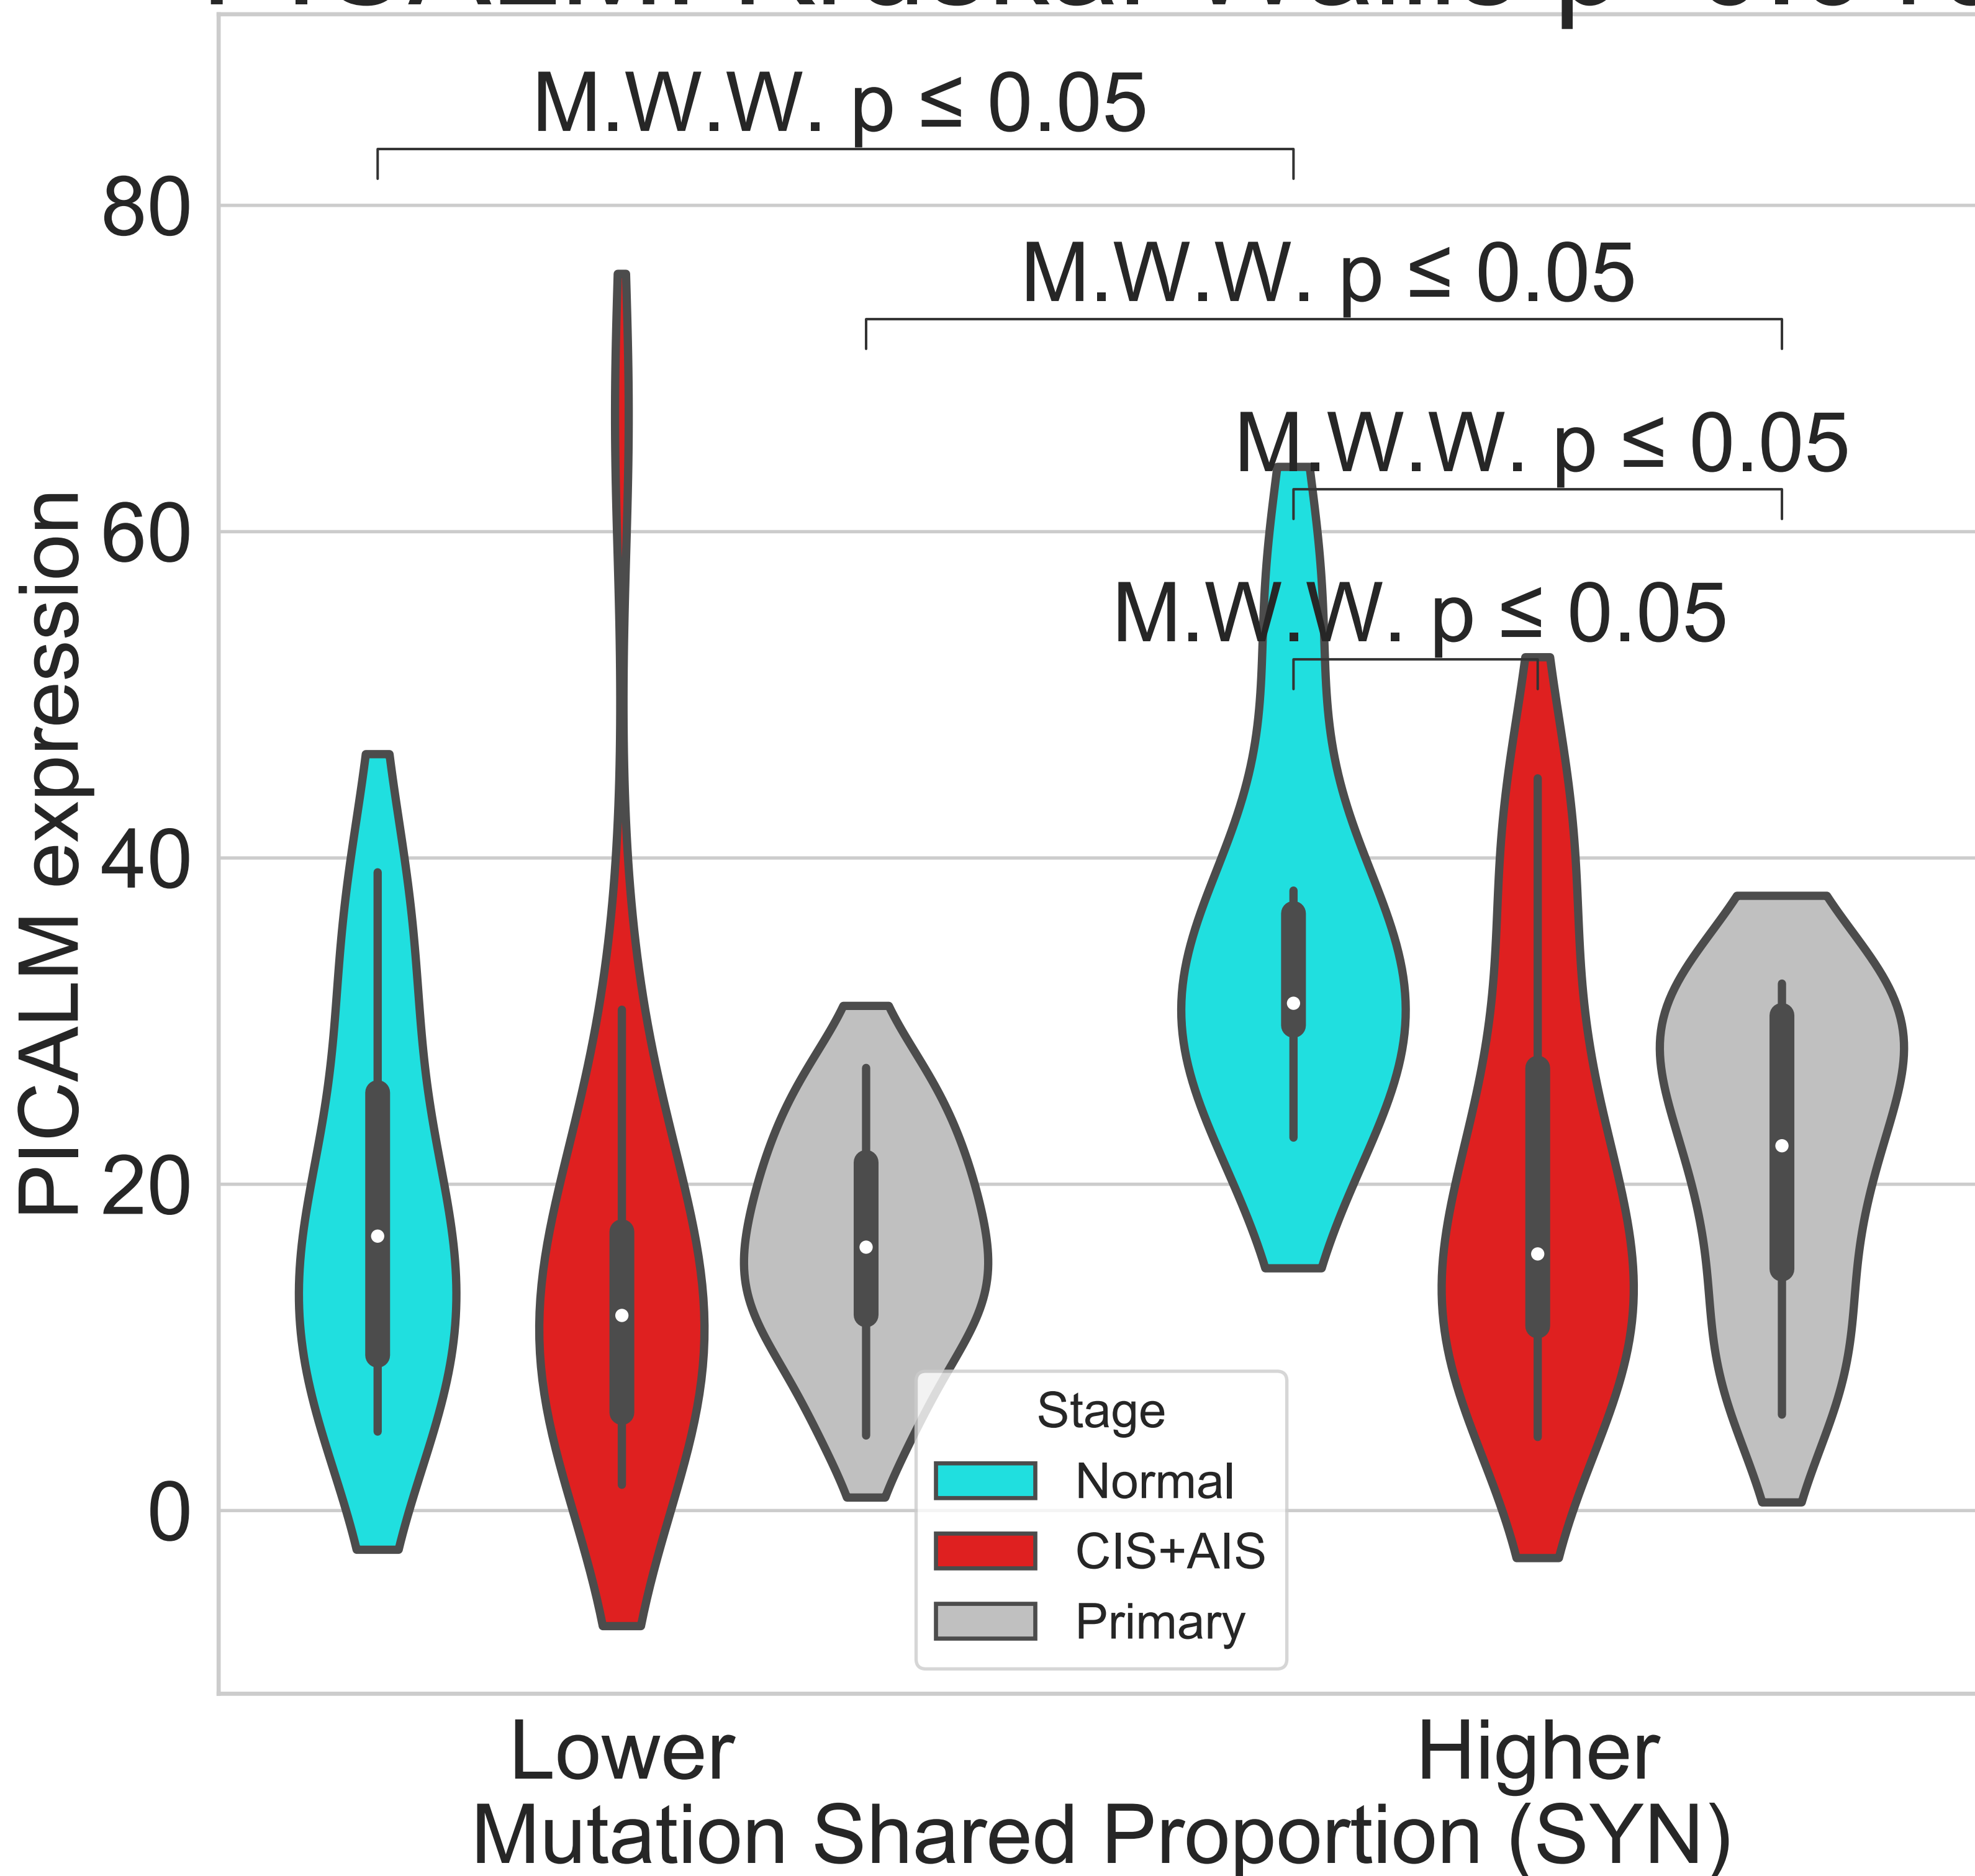 M.W.W. p ≤ 0.05
80
M.W.W. p ≤ 0.05
M.W.W. p ≤ 0.05
60
M.W.W. p ≤ 0.05
PICALM expression
40
20
0
Stage
Normal
CIS+AIS
Primary
Lower
Higher
Mutation Shared Proportion (SYN)